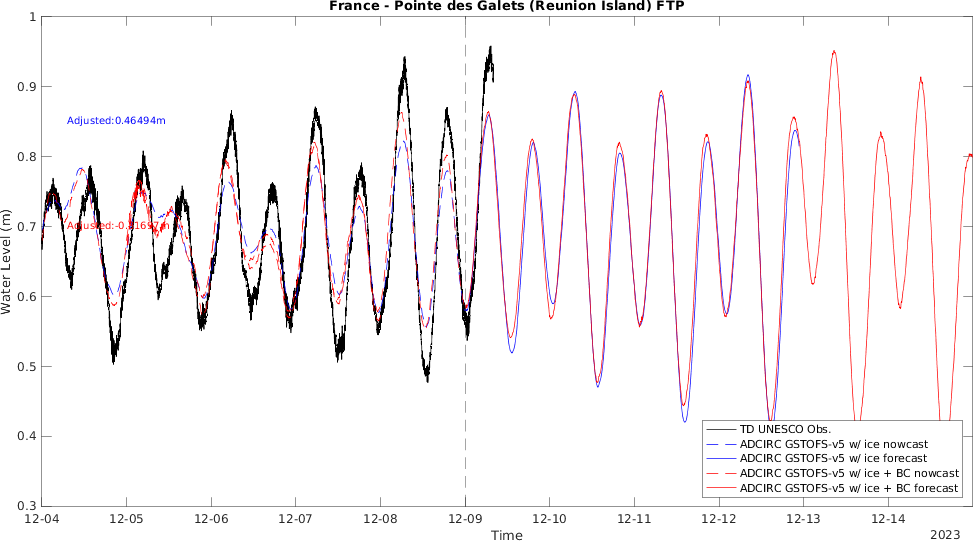 France - Pointe des Galets (Reunion Island) FTP
Water Level (m)
1
0.9
0.8
0.7
0.6
0.5
0.4
0.3
Adjusted:0.46494m
TD UNESCO Obs.
ADCIRC GSTOFS-v5 w/ ice nowcast
ADCIRC GSTOFS-v5 w/ ice forecast
ADCIRC GSTOFS-v5 w/ ice + BC nowcast
ADCIRC GSTOFS-v5 w/ ice + BC forecast
12-04
12-05
12-06
12-07
12-08
12-09
12-10
12-11
12-12
12-13
12-14
Time
2023